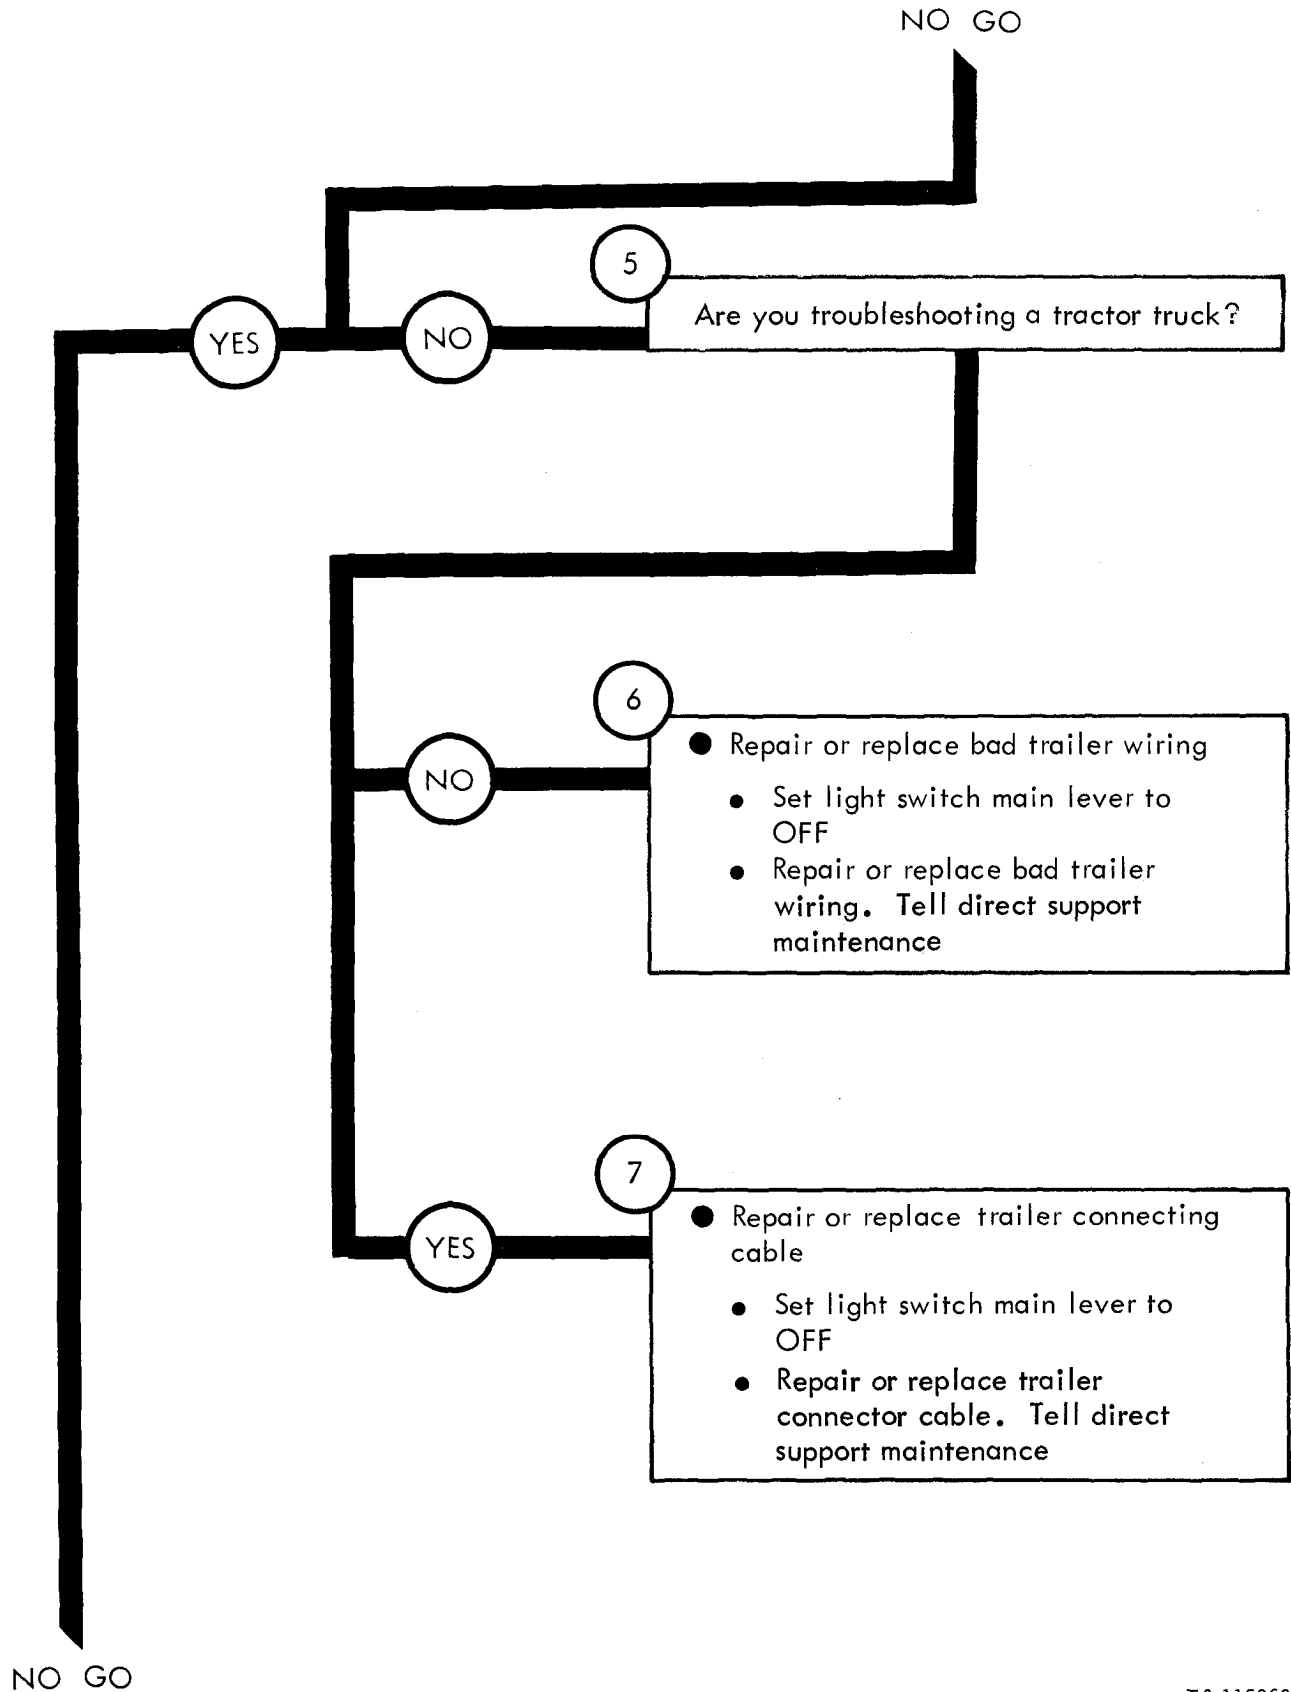 NO GO
5
Are you troubleshooting a tractor truck?
YES
NO
6
● Repair or replace bad trailer wiring
NO
● Set light switch main lever to
OFF
● Repair or replace bad trailer
wiring. Tell direct support
maintenance
7
● Repair or replace trailer connecting
cable
YES
● Set light switch main lever to
OFF
● Repair or replace trailer
connector cable. Tell direct
support maintenance
NO GO